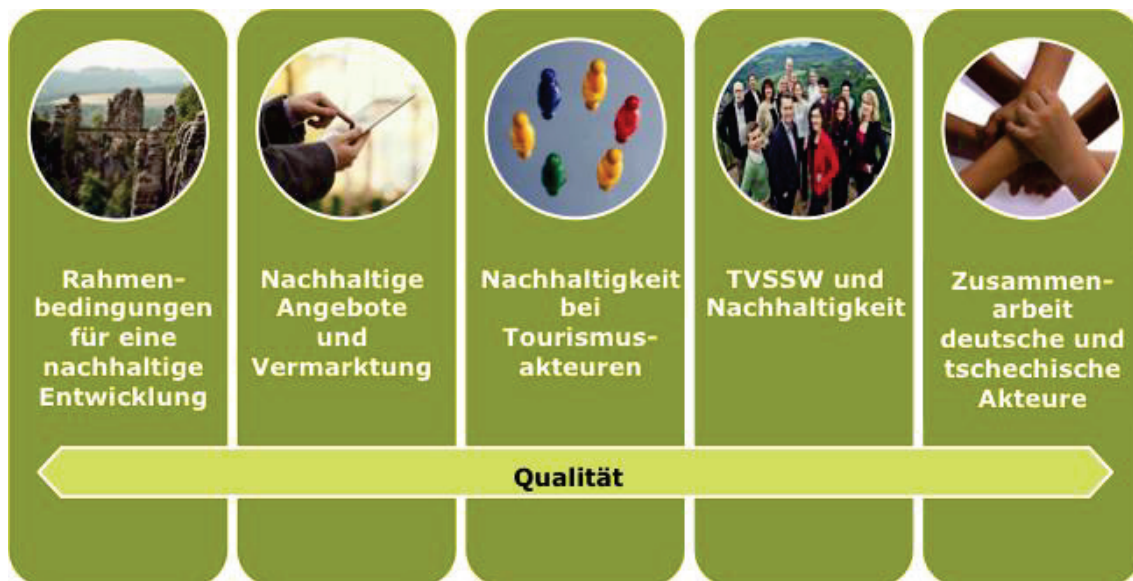 Rahmen-
bedingungen
für eine
nachhaltige
Entwicklung
Nachhaltige
Angebote
und
Vermarktung
Nachhaltigkeit
bei
Tourismus-
akteuren
TVSSW und
Nachhaltigkeit
Zusammen-
arbeit
deutsche und
tschechische
Akteure
Qualität